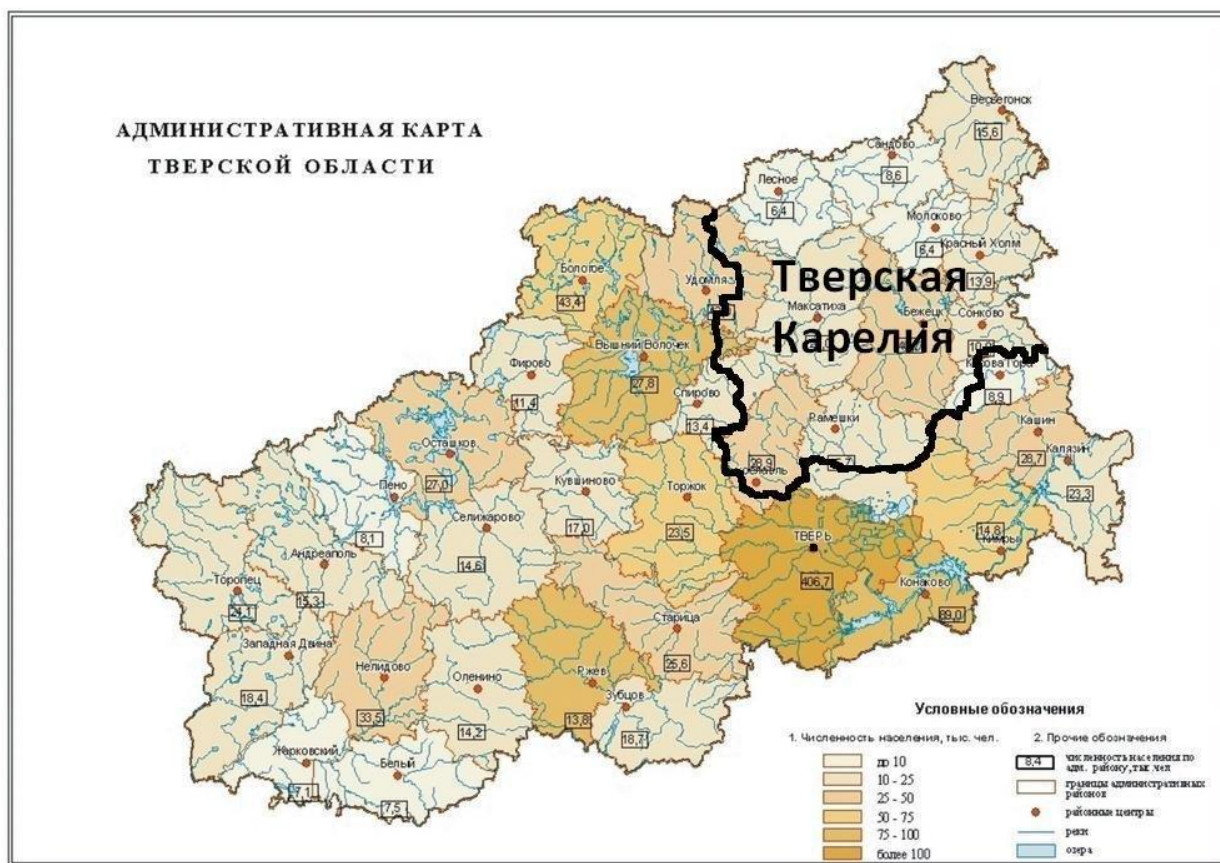 АДМИНИСТРАТИВНАЯ КАРТА
ТВЕРСКОЙ ОБЛАСТИ
Весьегонск
15,6
Сандово
8,6
Лесное
6,4
Молоково
6,4
Красный Холм
13,9
Бологое
43,4
Удомля
Тверская
Карелия
Максатиха
Бежецк
Сонково
Вышний Волочек
27,8
Фирово
11,4
Спирово
13,4
Кесова Гора
8,9
Рамешки
Кашин
28,7
Калязин
23,3
Осташков
27,0
Кувшиново
17,0
Торжок
23,5
28,9
Пено
8,1
Селижарово
14,6
ТВЕРЬ
406,7
14,8
Кимры
Андреаполь
15,3
Торопец
24,1
Конаково
89,0
Старица
25,6
Западная Двина
18,4
Нелидово
33,5
Оленино
14,2
Ржев
13,8
Зубцов
18,7
Жарковский
7,1
Белый
7,5
Условные обозначения
1. Численность населения, тыс. чел.
до 10
10 - 25
25 - 50
50 - 75
75 - 100
более 100
2. Прочие обозначения
8,4
численность населения по
адм. району, тыс.чел
границы административных
районов
районные центры
реки
озера